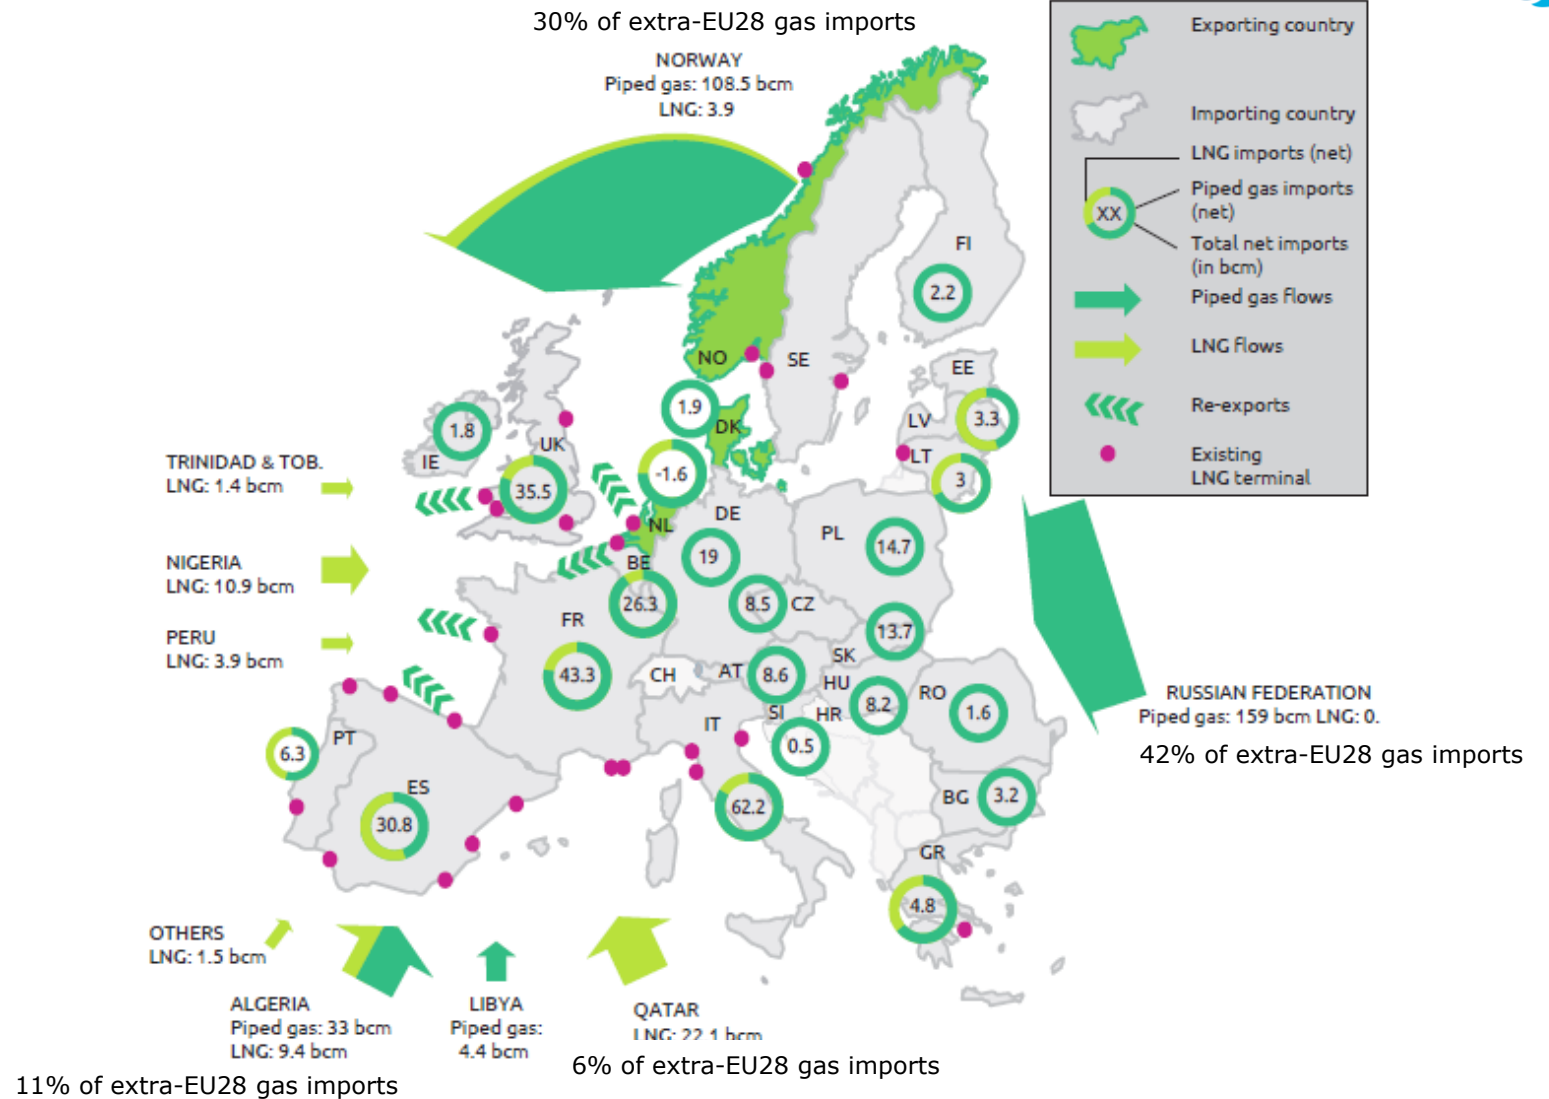 30% of extra-EU28 gas imports
NORWAY
Piped gas: 108.5 bcm
LNG: 3.9
Exporting country
Importing country
LNG imports (net)
Piped gas imports
(net)
XX
Total net imports
(in bcm)
Piped gas flows
LNG flows
Re-exports
Existing
LNG terminal
FI
2.2
NO
SE
EE
1.9
DK
LV
3.3
1.8
IE
UK
LT
3
35.5
-1.6
NL
DE
PL
14.7
TRINIDAD & TOB.
LNG: 1.4 bcm
NIGERIA
LNG: 10.9 bcm
PERU
LNG: 3.9 bcm
BE
19
26.3
8.5
CZ
FR
13.7
SK
43.3
CH
AT
8.6
HU
8.2
RO
1.6
SI
HR
IT
0.5
PT
6.3
ES
30.8
62.2
BG
3.2
GR
4.8
RUSSIAN FEDERATION
Piped gas: 159 bcm LNG: 0.
42% of extra-EU28 gas imports
OTHERS
LNG: 1.5 bcm
ALGERIA
Piped gas: 33 bcm
LNG: 9.4 bcm
LIBYA
Piped gas:
4.4 bcm
QATAR
LNG: 22.1 bcm
6% of extra-EU28 gas imports
11% of extra-EU28 gas imports